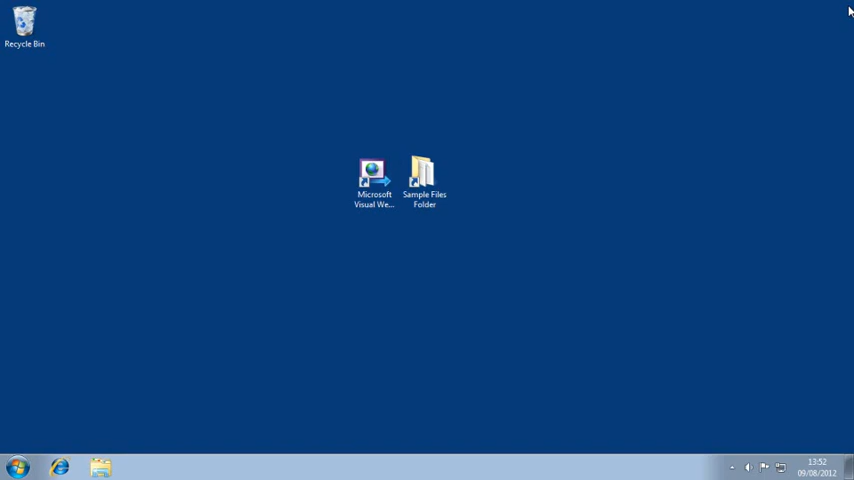 Recycle Bin
Microsoft
Visual We...
Sample Files
Folder
13:52
09/08/2012